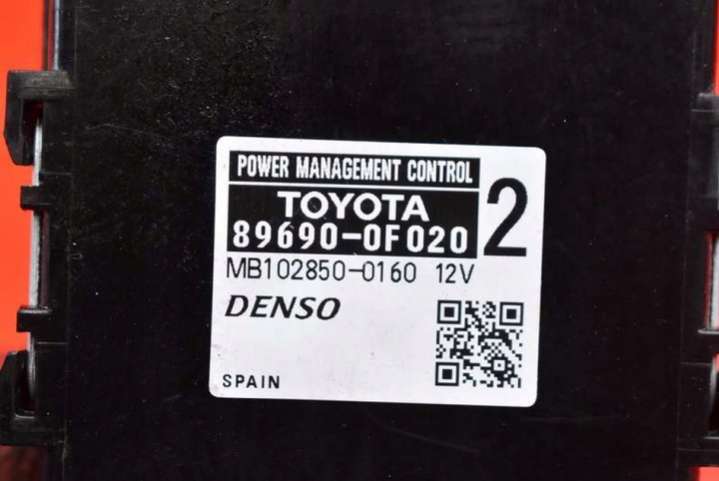 POWER MANAGEMENT CONTROL
TOYOTA
89690-0F020
2
MB102850-0160 12V
DENSO
SPAIN